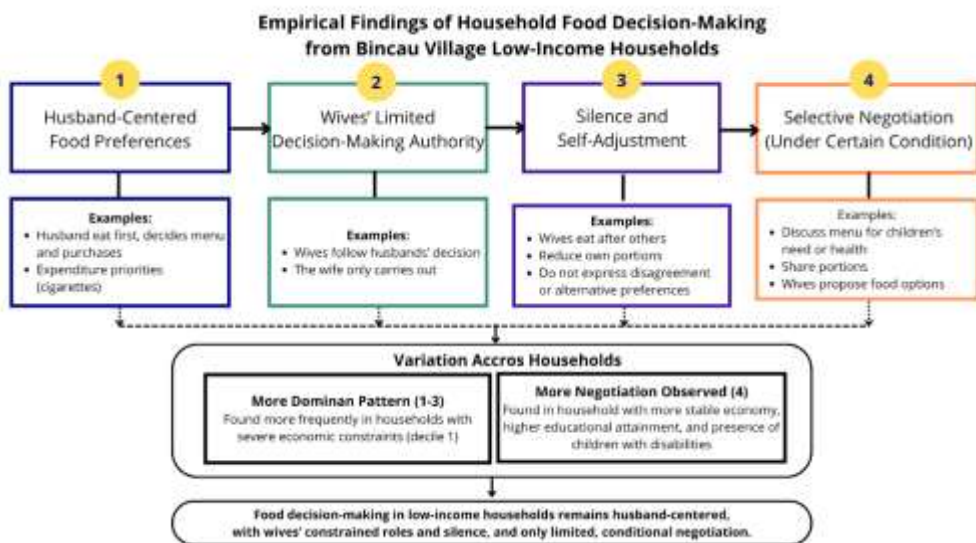 Empirical Findings of Household Food Decision-Making
from Bincau Village Low-Income Households
1
Husband-Centered
Food Preferences
2
Wives' Limited
Decision-Making Authority
3
Silence and
Self-Adjustment
4
Selective Negotiation
(Under Certain Condition)
Examples:
• Husband eat first, decides menu
and purchases
• Expenditure priorities
(cigarettes)
Examples:
• Wives follow husbands' decision
• The wife only carries out
Examples:
• Wives eat after others
• Reduce own portions
• Do not express disagreement
or alternative preferences
Examples:
• Discuss menu for children's
need or health
• Share portions
• Wives propose food options
Variation Accros Households
More Dominan Pattern (1-3)
Found more frequently in households with
severe economic constraints (decile 1)
More Negotiation Observed (4)
Found in household with more stable economy,
higher educational attainment, and presence of
children with disabilities
Food decision-making in low-income households remains husband-centered,
with wives' constrained roles and silence, and only limited, conditional negotiation.